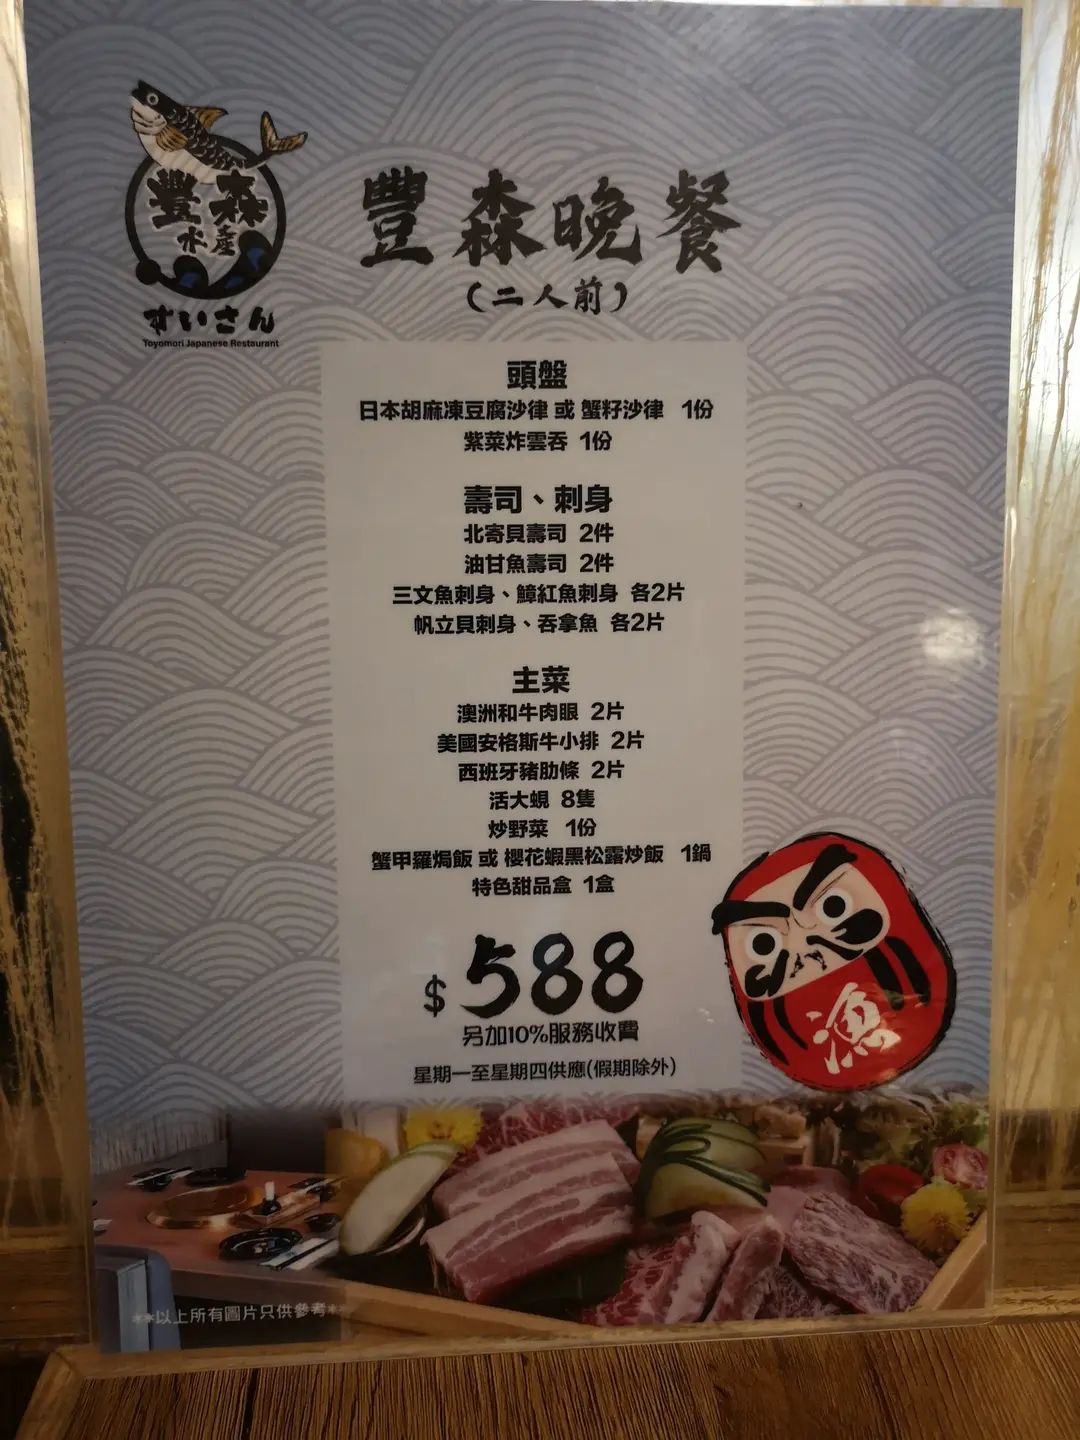 豐森
水產
すいさん
Toyomori Japanese Restaurant
豐森晚餐
(二人前)
頭盤
日本胡麻凍豆腐沙律 或 蟹籽沙律 1份
紫菜炸雲吞 1份
壽司、刺身
北寄貝壽司 2件
油甘魚壽司 2件
三文魚刺身、鱆紅魚刺身 各2片
帆立貝刺身、吞拿魚 各2片
主菜
澳洲和牛肉眼 2片
美國安格斯牛小排 2片
西班牙豬肋條 2片
活大蜆 8隻
炒野菜 1份
蟹甲羅焗飯 或 櫻花蝦黑松露炒飯 1鍋
特色甜品盒 1盒
$588
另加10%服務收費
星期一至星期四供應(假期除外)
漁
**以上所有圖片只供參考**